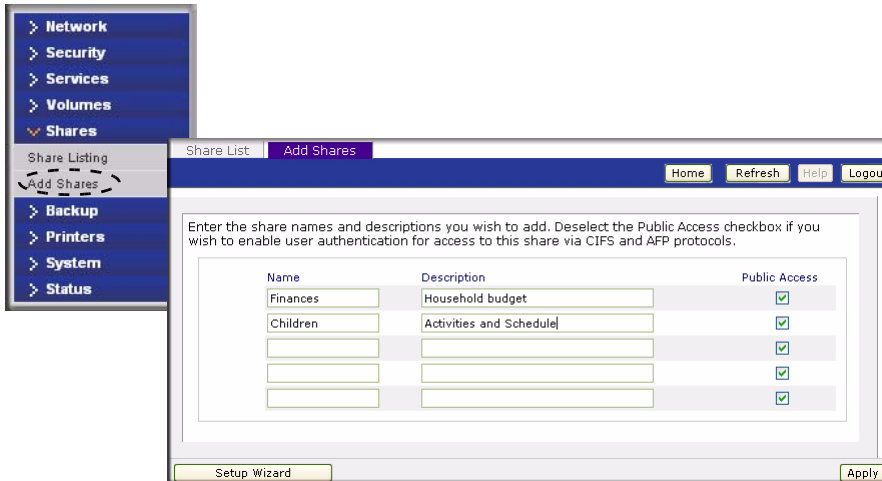 Network
Security
Services
Volumes
Shares
Share Listing
Add Shares
Backup
Printers
System
Status
Share List Add Shares
Home Refresh Help Logou
Enter the share names and descriptions you wish to add. Deselect the Public Access checkbox if you
wish to enable user authentication for access to this share via CIFS and AFP protocols.
Name Description Public Access
Finances Household budget
Children Activities and Schedule
Setup Wizard Apply